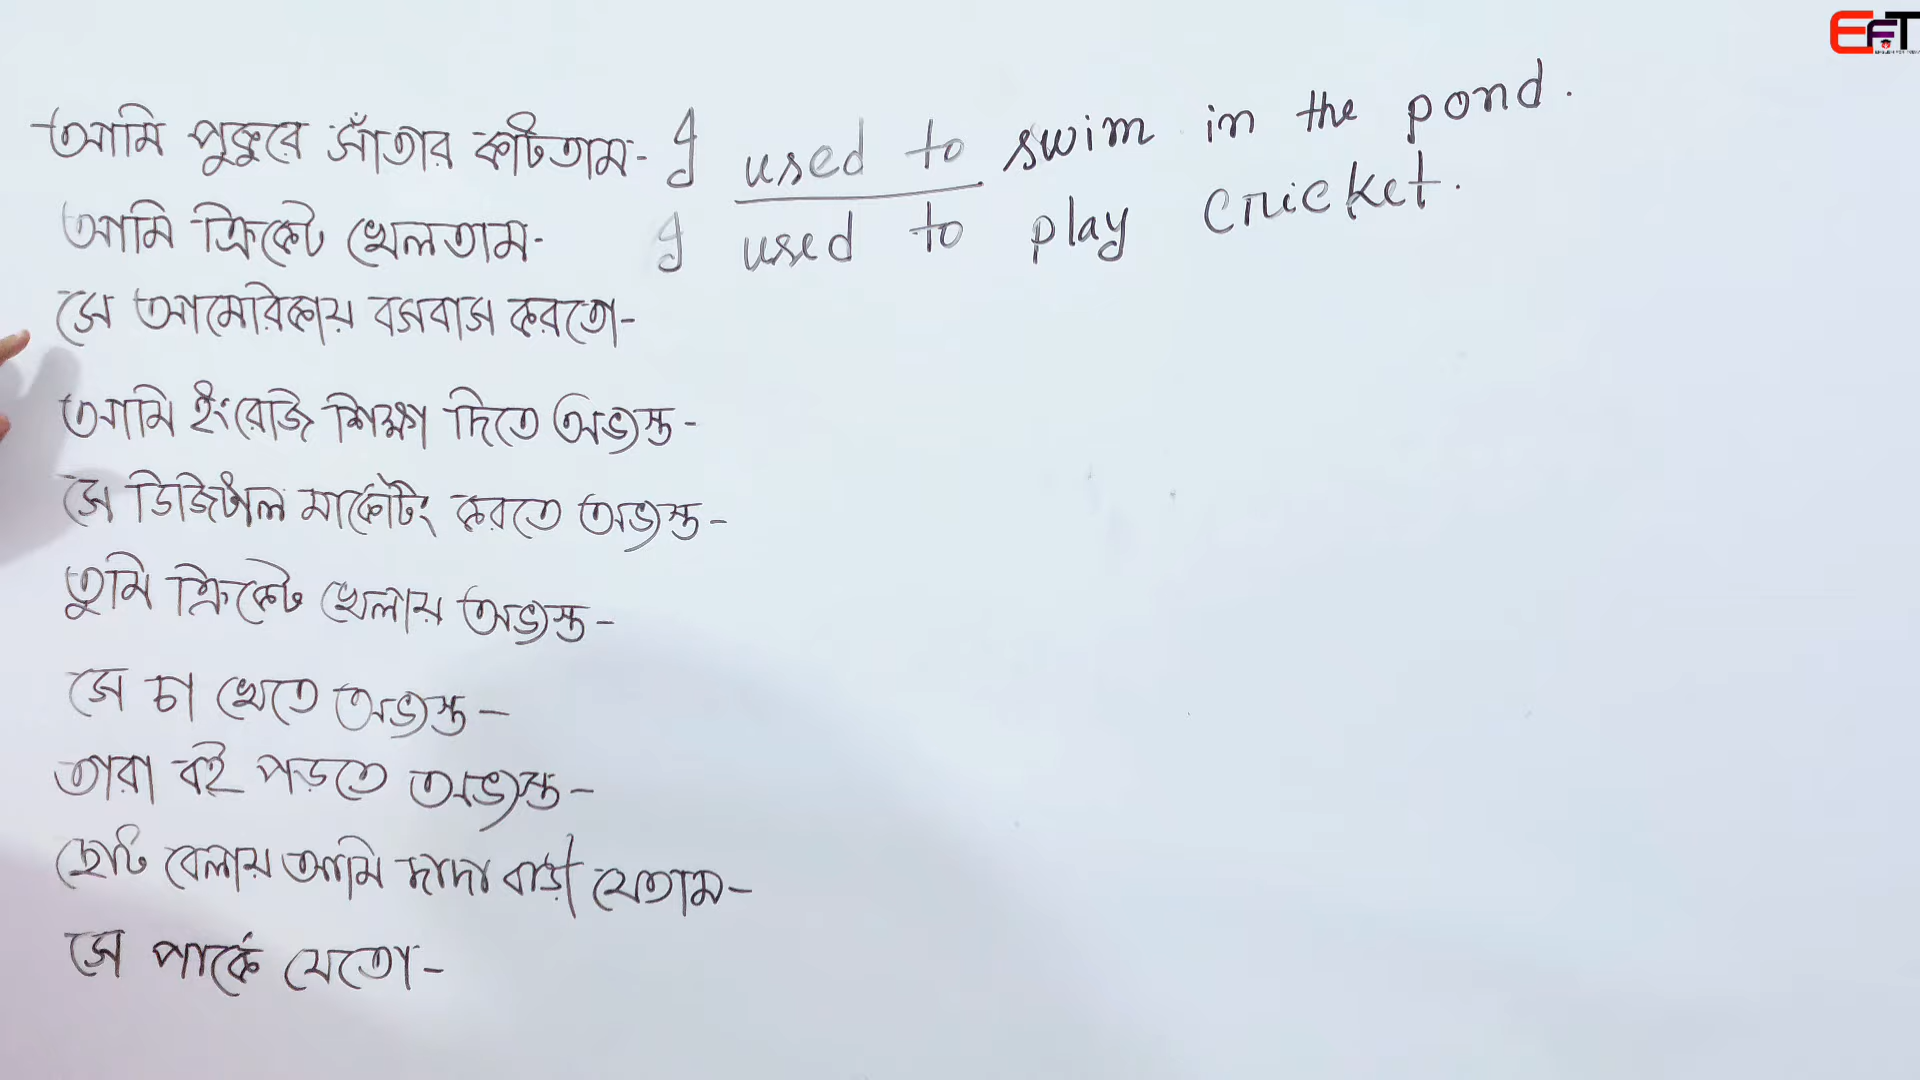 EFT
আমি পুকুরে সাঁতার কাটতাম- I used to swim in the pond.
আমি ক্রিকেট খেলতাম- I used to play cricket.
সে আমেরিকায় বসবাস করতো-
আমি ইংরেজি শিক্ষা দিতে অভ্যস্ত-
সে ডিজিটাল মার্কেটিং করতে অভ্যস্ত-
তুমি ক্রিকেট খেলায় অভ্যস্ত-
সে চা খেতে অভ্যস্ত-
তারা বই পড়তে অভ্যস্ত-
ছোট বেলায় আমি দাদা বাড়ী যেতাম-
সে পার্কে যেতো-